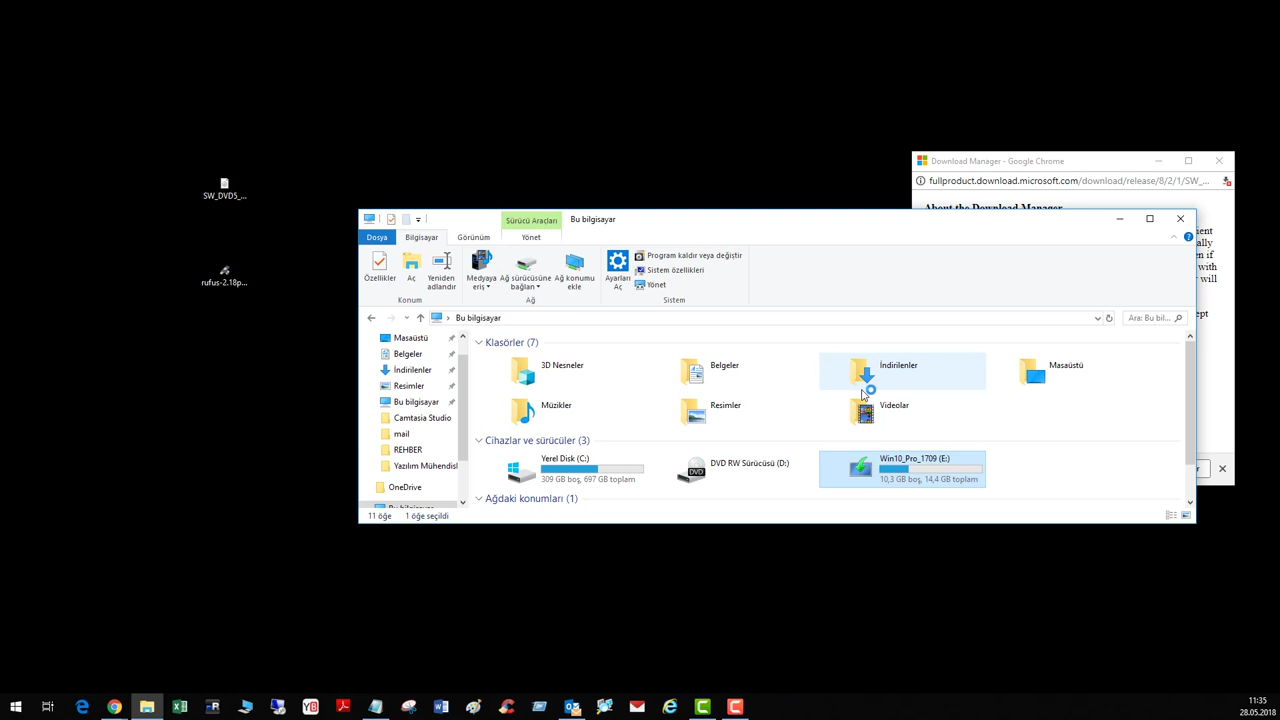 SW_DVD5_...
rufus-2.18p...
Download Manager - Google Chrome
fullproduct.download.microsoft.com/download/release/8/2/1/SW_...
About the Download Manager
Sürücü Araçları
Bu bilgisayar
Dosya
Bilgisayar
Görünüm
Yönet
Özellikler
Aç
Yeniden
adlandır
Medyaya
eriş
Ağ sürücüsüne
bağlan
Ağ konumu
ekle
Ayarları
Aç
Program kaldır veya değiştir
Sistem özellikleri
Yönet
Konum
Ağ
Sistem
Bu bilgisayar
Ara: Bu bil...
Masaüstü
Belgeler
İndirilenler
Resimler
Bu bilgisayar
Camtasia Studio
mail
REHBER
Yazılım Mühendisl
OneDrive
Klasörler (7)
3D Nesneler
Belgeler
İndirilenler
Masaüstü
Müzikler
Resimler
Videolar
Cihazlar ve sürücüler (3)
Yerel Disk (C:)
309 GB boş, 697 GB toplam
DVD RW Sürücüsü (D:)
DVD
Win10_Pro_1709 (E:)
10,3 GB boş, 14,4 GB toplam
Ağdaki konumları (1)
11 öğe
1 öğe seçildi
11:35
28.05.2018